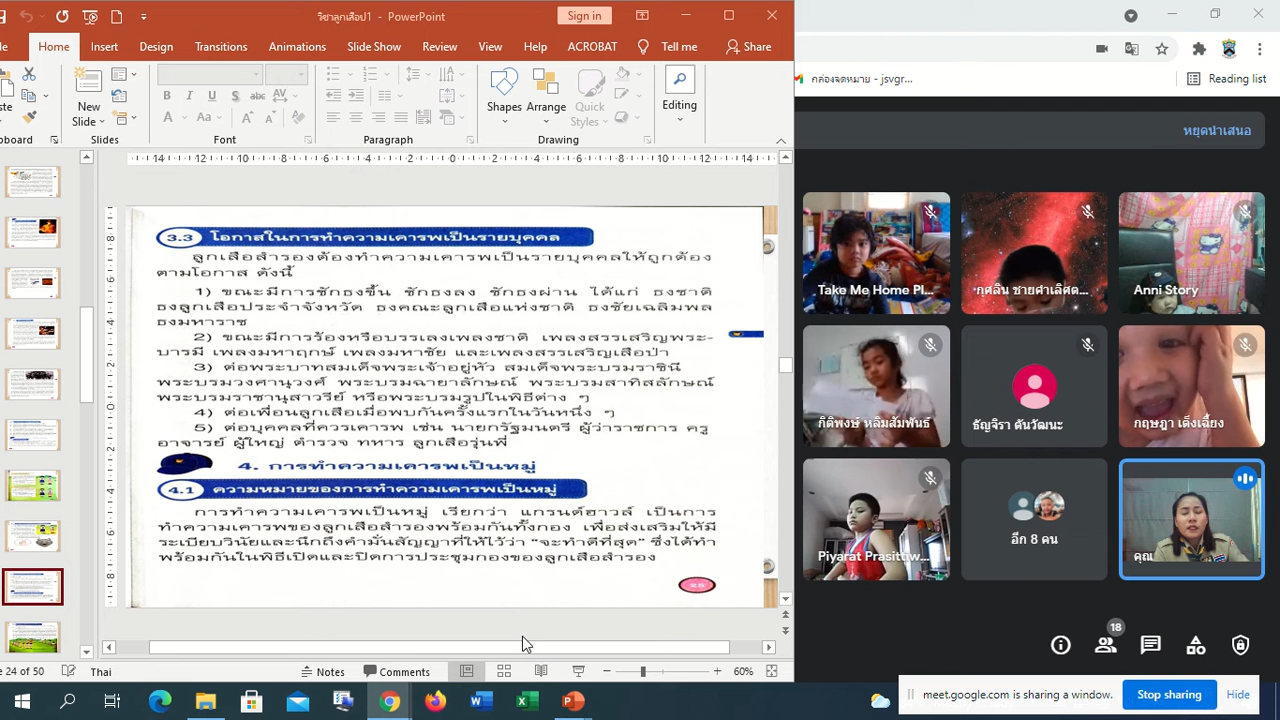 วิชาลูกเสือป1 - PowerPoint
Sign in
Home Insert Design Transitions Animations Slide Show Review View Help ACROBAT Tell me Share
กล่องจดหมาย - jsvgr...
Reading list
New Slide
Shapes Arrange Quick Styles
Editing
Slides Font Paragraph Drawing
หยุดนำเสนอ
3.3 โอกาสในการทำความเคารพเป็นรายบุคคล
ลูกเสือสำรองต้องทำความเคารพเป็นรายบุคคลให้ถูกต้อง
ตามโอกาส ดังนี้
1) ขณะมีการชักธงขึ้น ชักธงลง ชักธงผ่าน ได้แก่ ธงชาติ
ธงลูกเสือประจำจังหวัด ธงคณะลูกเสือแห่งชาติ ธงชัยเฉลิมพล
ธงมหาราช
2) ขณะมีการร้องหรือบรรเลงเพลงชาติ เพลงสรรเสริญพระ-
บารมี เพลงมหาฤกษ์ เพลงมหาชัย และเพลงสรรเสริญเสือป่า
3) ต่อพระบาทสมเด็จพระเจ้าอยู่หัว สมเด็จพระบรมราชินี
พระบรมวงศานุวงศ์ พระบรมฉายาลักษณ์ พระบรมสาทิสลักษณ์
พระบรมราชานุสาวรีย์ หรือพระบรมรูปในพิธีต่าง ๆ
4) ต่อเพื่อนลูกเสือเมื่อพบกันครั้งแรกในวันหนึ่ง ๆ
5) ต่อบุคคลที่ควรเคารพ เช่น นายกรัฐมนตรี ผู้ว่าราชการ ครู
อาจารย์ ผู้ใหญ่ ตำรวจ ทหาร ลูกเสือรุ่นพี่
4. การทำความเคารพเป็นหมู่
4.1 ความหมายของการทำความเคารพเป็นหมู่
การทำความเคารพเป็นหมู่ เรียกว่า แกรนด์ฮาวล์ เป็นการ
ทำความเคารพของลูกเสือสำรองพร้อมกันทั้งกอง เพื่อส่งเสริมให้มี
ระเบียบวินัยและนึกถึงคำมั่นสัญญาที่ให้ไว้ว่า “จะทำดีที่สุด” ซึ่งได้ทำ
พร้อมกันในพิธีเปิดและปิดการประชุมกองของลูกเสือสำรอง
25
Take Me Home Pl...
Anni Story
กิติพงษ์ หลิมสัมพันธ์
ธัญจิรา ตันวัฒนะ
กฤษฎา เด็งเฉี้ยง
Piyarat Prasittiw...
อีก 8 คน
คุณ
18
24 of 50 Thai
Notes Comments
60%
meet.google.com is sharing a window. Stop sharing Hide